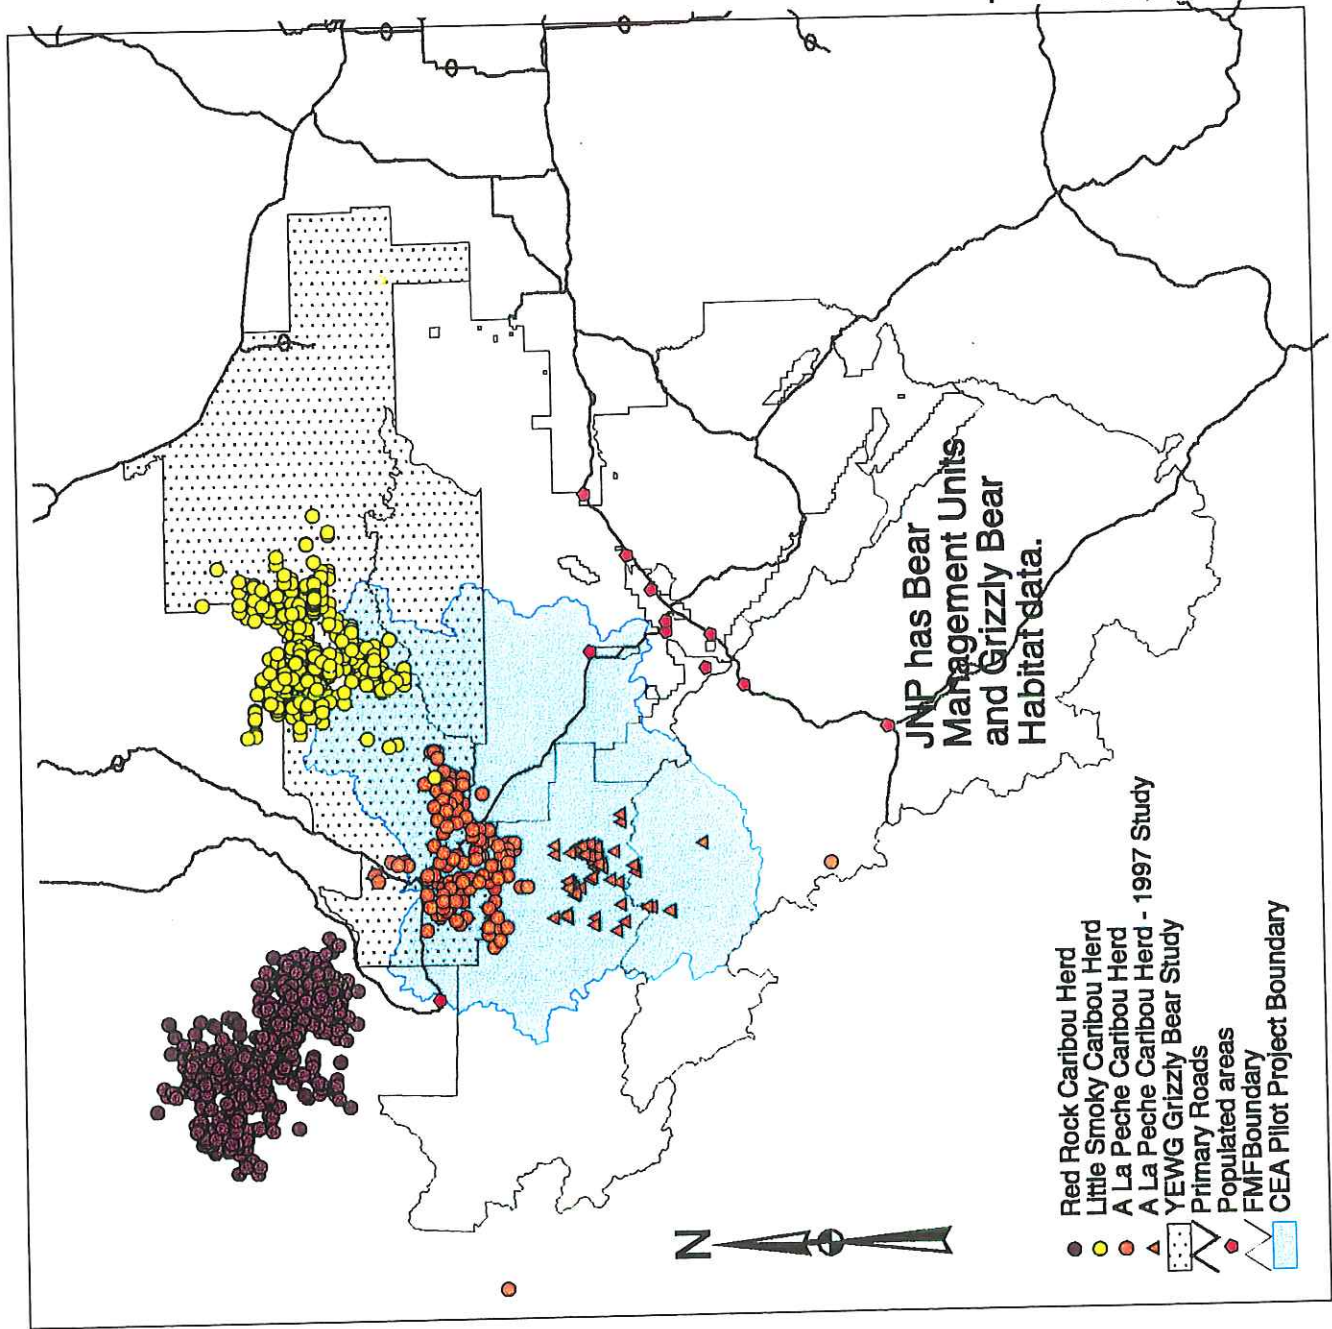 JNP has Bear
Management Units
and Grizzly Bear
Habitat data.
N
Red Rock Caribou Herd
Little Smoky Caribou Herd
A La Peche Caribou Herd
A La Peche Caribou Herd - 1997 Study
YEWG Grizzly Bear Study
Primary Roads
Populated areas
FMFBoundary
CEA Pilot Project Boundary